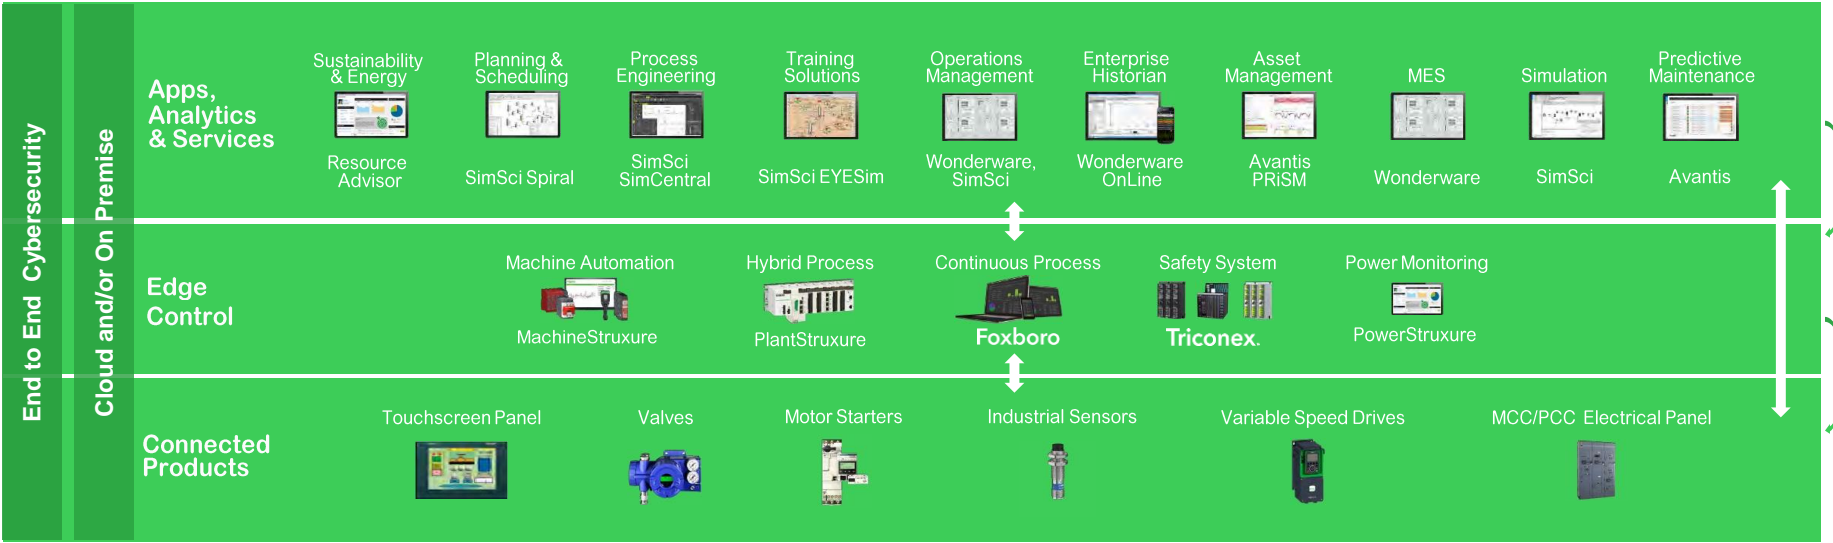 End to End Cybersecurity
Cloud and/or On Premise
Apps,
Analytics
& Services
Sustainability
& Energy
Resource
Advisor
Planning &
Scheduling
SimSci Spiral
Process
Engineering
SimSci
SimCentral
Training
Solutions
SimSci EYESim
Operations
Management
Wonderware,
SimSci
Enterprise
Historian
Wonderware
OnLine
Asset
Management
Avantis
PRiSM
MES
Wonderware
Simulation
SimSci
Predictive
Maintenance
Avantis
Edge
Control
Machine Automation
MachineStruxure
Hybrid Process
PlantStruxure
Continuous Process
Foxboro
Safety System
Triconex.
Power Monitoring
PowerStruxure
Connected
Products
Touchscreen Panel
Valves
Motor Starters
Industrial Sensors
Variable Speed Drives
MCC/PCC Electrical Panel